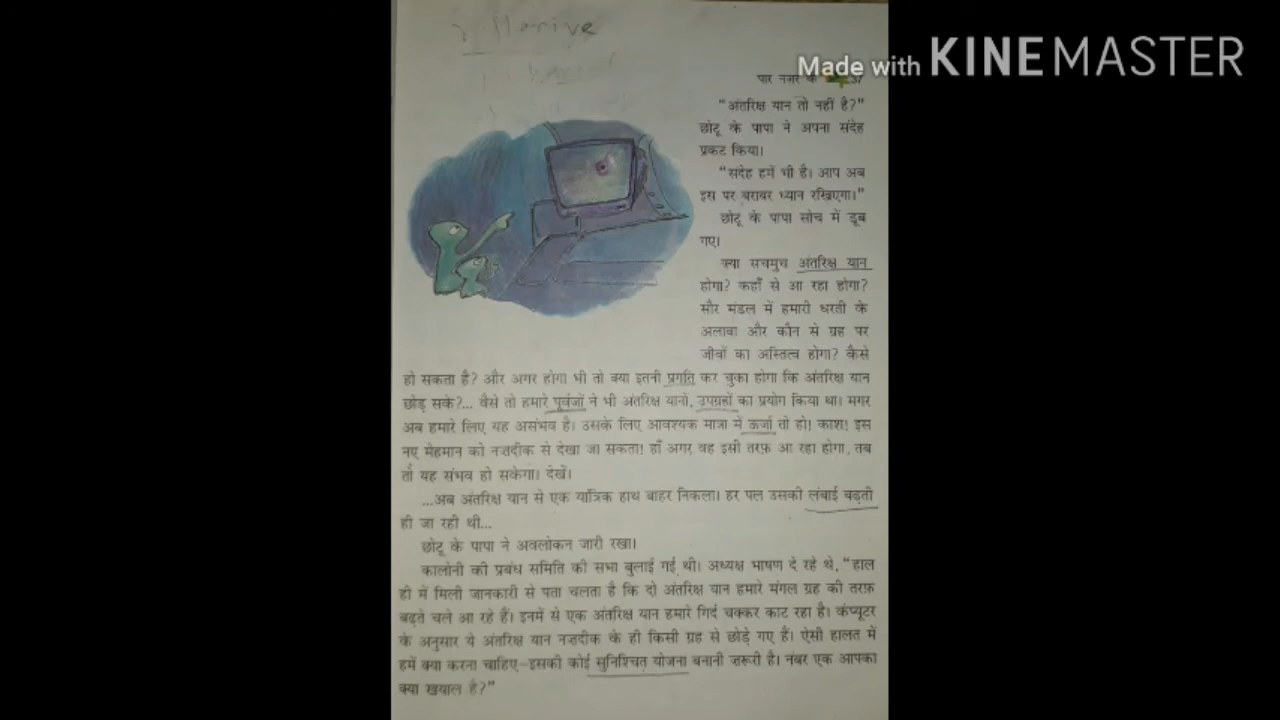 Made with KINEMASTER
पार नज़र के 37
"अंतरिक्ष यान तो नहीं है?"
छोटू के पापा ने अपना संदेह
प्रकट किया।
"संदेह हमें भी है। आप अब
इस पर बराबर ध्यान रखिएगा।"
छोटू के पापा सोच में डूब
गए।
क्या सचमुच अंतरिक्ष यान
होगा? कहाँ से आ रहा होगा?
सौर मंडल में हमारी धरती के
अलावा और कौन से ग्रह पर
जीवों का अस्तित्व होगा? कैसे
हो सकता है? और अगर होगा भी तो क्या इतनी प्रगति कर चुका होगा कि अंतरिक्ष यान
छोड़ सके?... वैसे तो हमारे पूर्वजों ने भी अंतरिक्ष यानों, उपग्रहों का प्रयोग किया था। मगर
अब हमारे लिए यह असंभव है। उसके लिए आवश्यक मात्रा में ऊर्जा तो हो! काश! इस
नए मेहमान को नज़दीक से देखा जा सकता! हाँ अगर वह इसी तरफ़ आ रहा होगा, तब
तो यह संभव हो सकेगा। देखें।
...अब अंतरिक्ष यान से एक यांत्रिक हाथ बाहर निकला। हर पल उसकी लंबाई बढ़ती
ही जा रही थी...
छोटू के पापा ने अवलोकन जारी रखा।
कालोनी की प्रबंध समिति की सभा बुलाई गई थी। अध्यक्ष भाषण दे रहे थे, "हाल
ही में मिली जानकारी से पता चलता है कि दो अंतरिक्ष यान हमारे मंगल ग्रह की तरफ़
बढ़ते चले आ रहे हैं। इनमें से एक अंतरिक्ष यान हमारे गिर्द चक्कर काट रहा है। कंप्यूटर
के अनुसार ये अंतरिक्ष यान नज़दीक के ही किसी ग्रह से छोड़े गए हैं। ऐसी हालत में
हमें क्या करना चाहिए–इसकी कोई सुनिश्चित योजना बनानी ज़रूरी है। नंबर एक आपका
क्या खयाल है?"